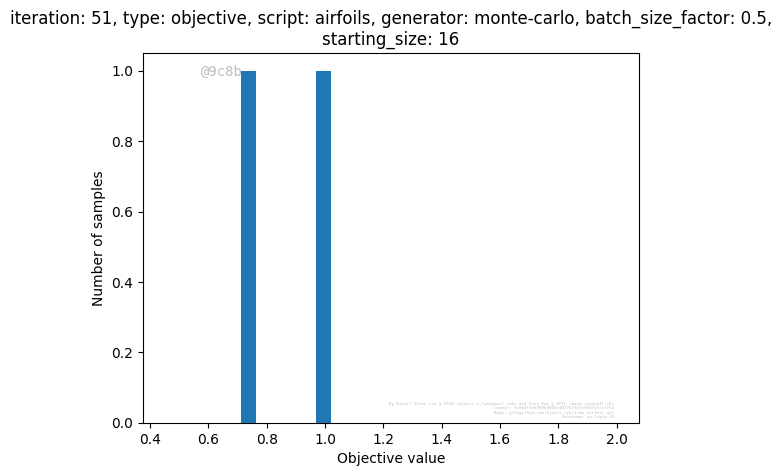 iteration: 51, type: objective, script: airfoils, generator: monte-carlo, batch_size_factor: 0.5,
starting_size: 16
@9c8b
1.0
0.8
0.6
0.4
0.2
0.0
Number of samples
0.4 0.6 0.8 1.0 1.2 1.4 1.6 1.8 2.0
Objective value